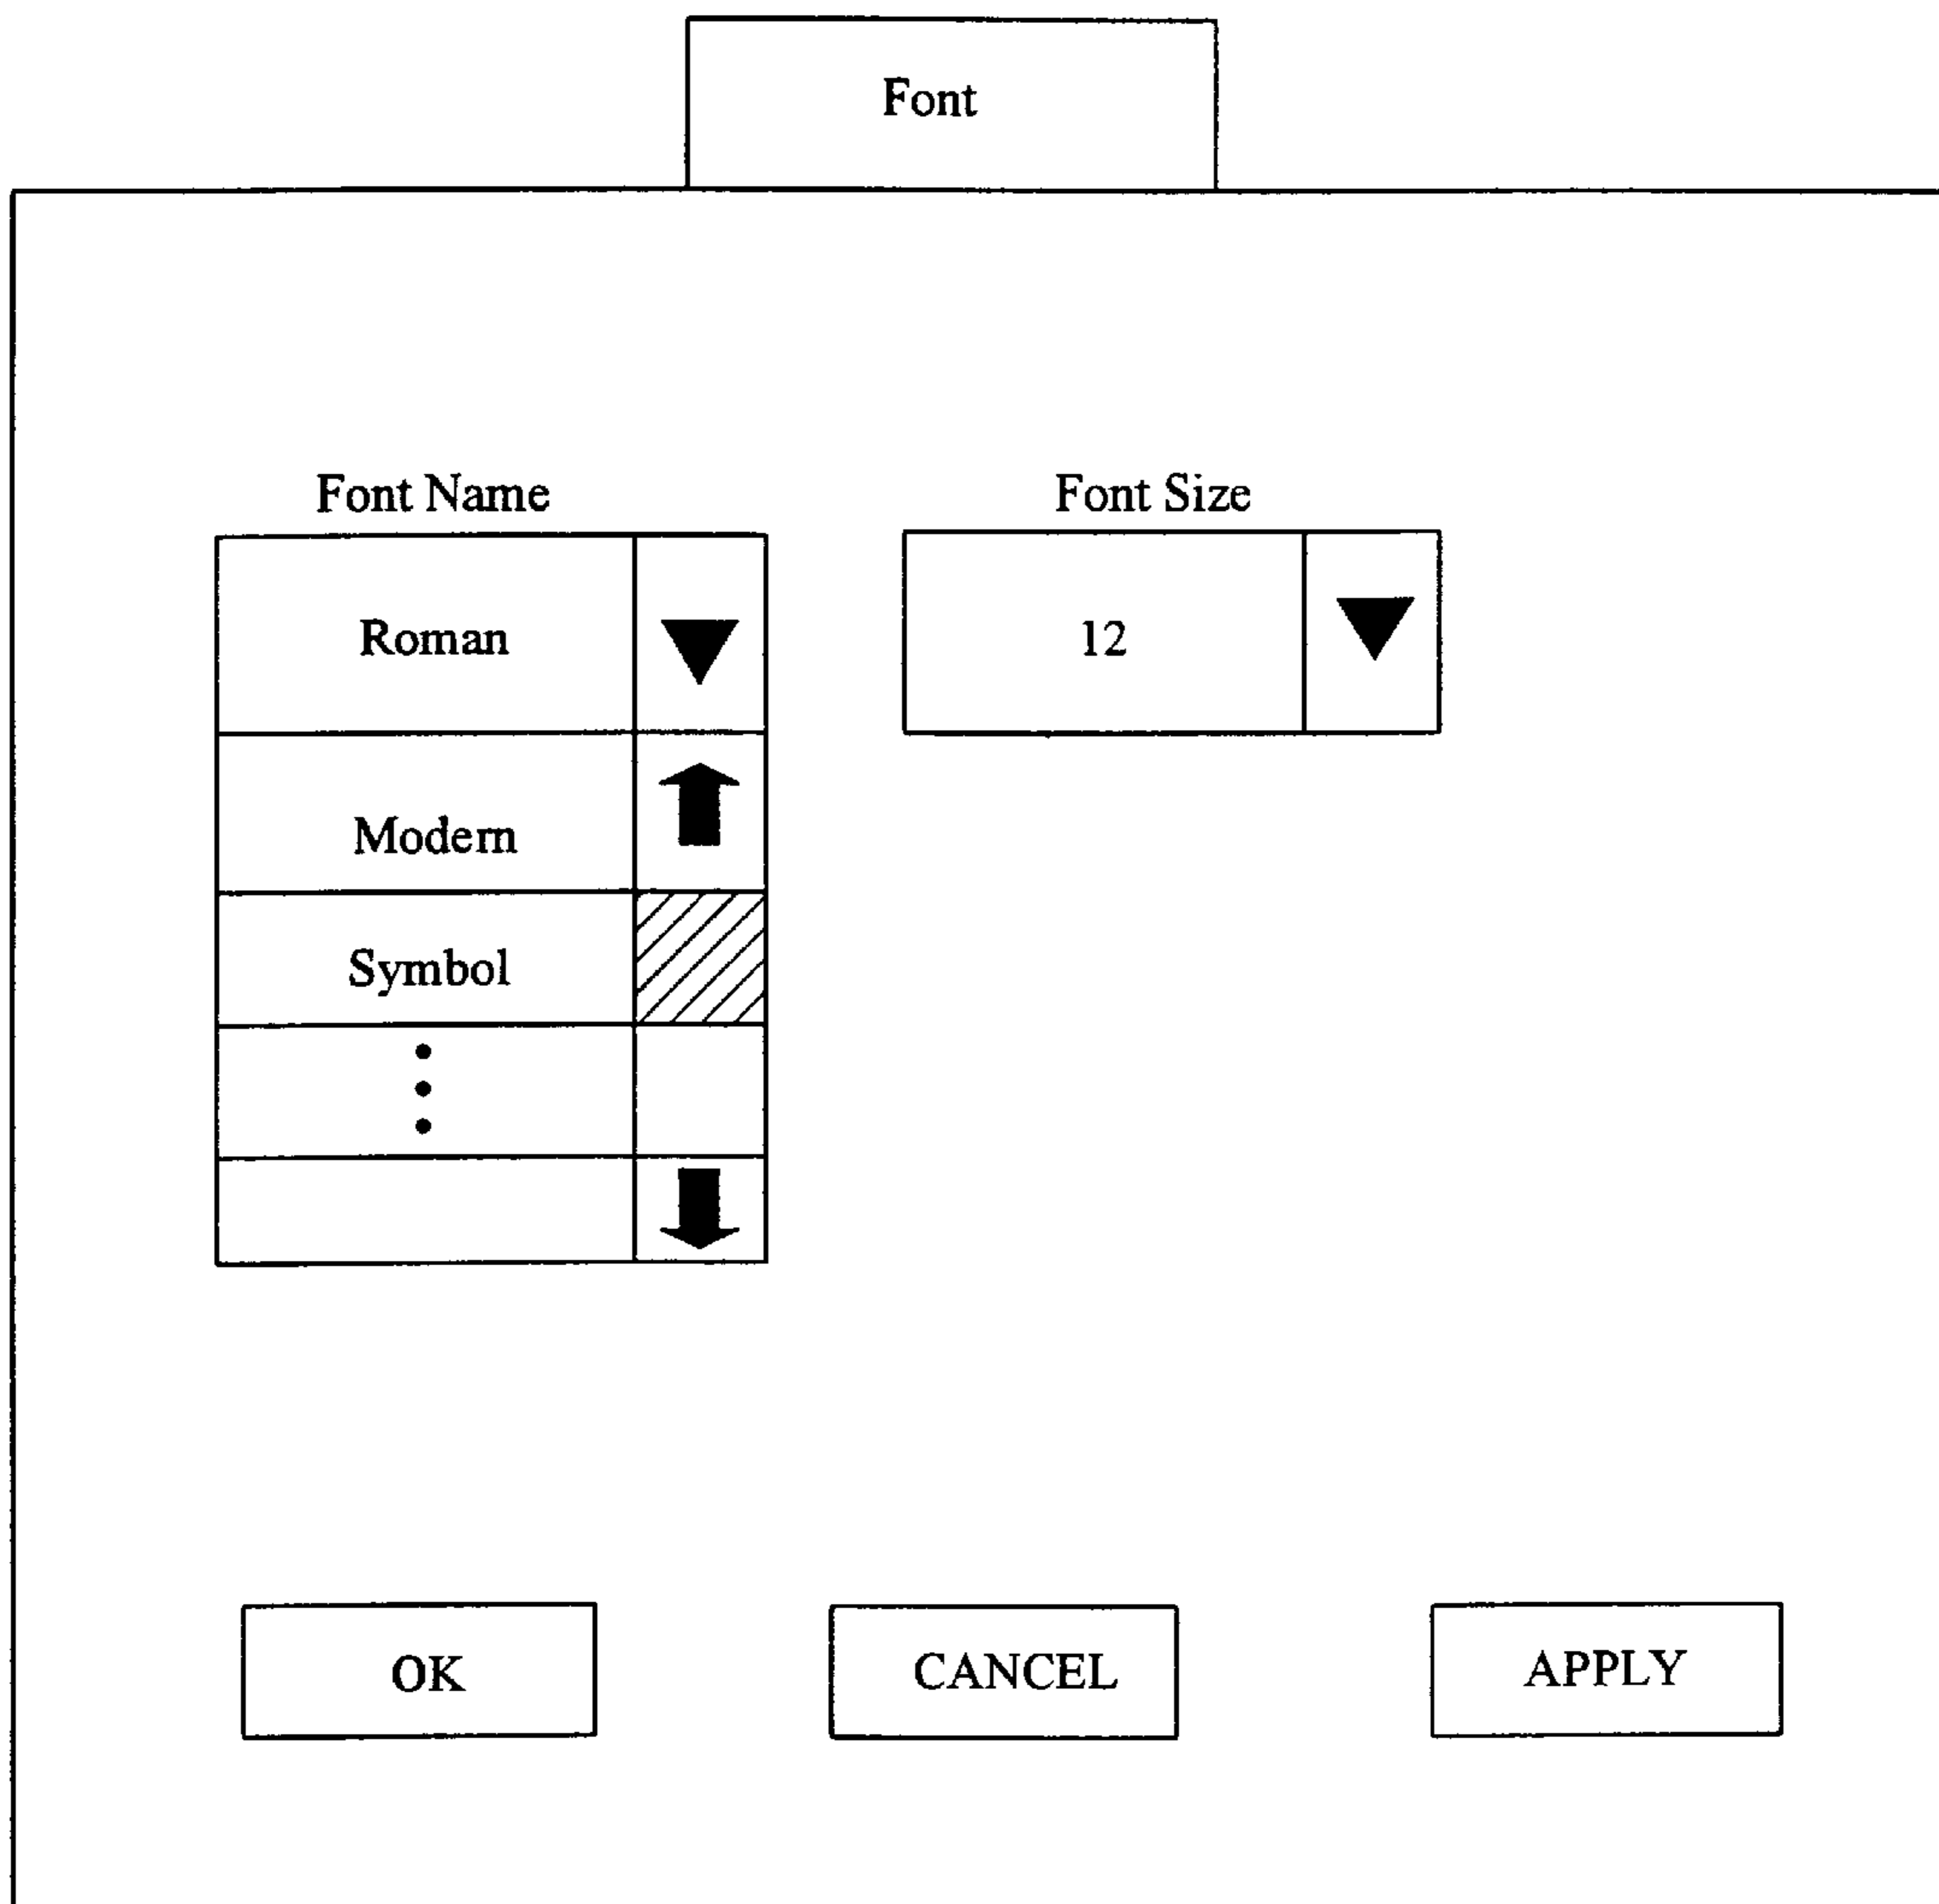 Font
Font Name
Font Size
Roman
12
Modern
Symbol
OK
CANCEL
APPLY